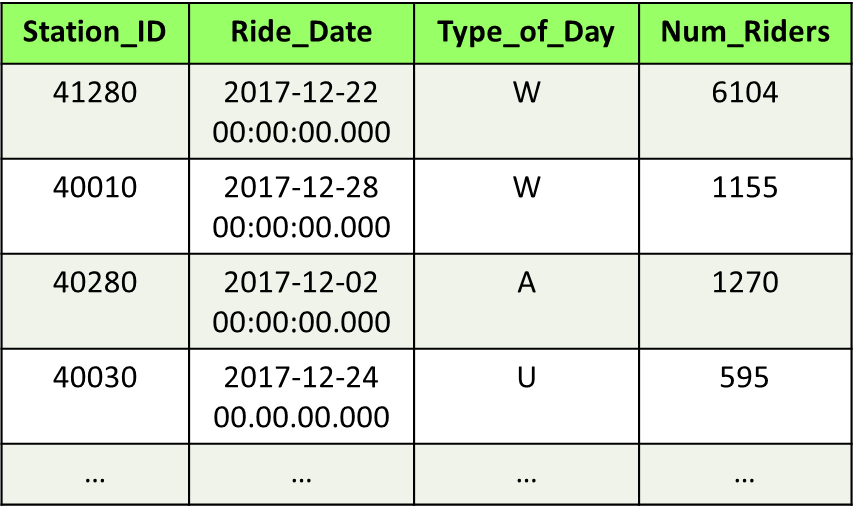 Station_ID Ride_Date Type_of_Day Num_Riders
41280 2017-12-22 W 6104
00:00:00.000
40010 2017-12-28 W 1155
00:00:00.000
40280 2017-12-02 A 1270
00:00:00.000
40030 2017-12-24 U 595
00.00.00.000
... ... ... ...